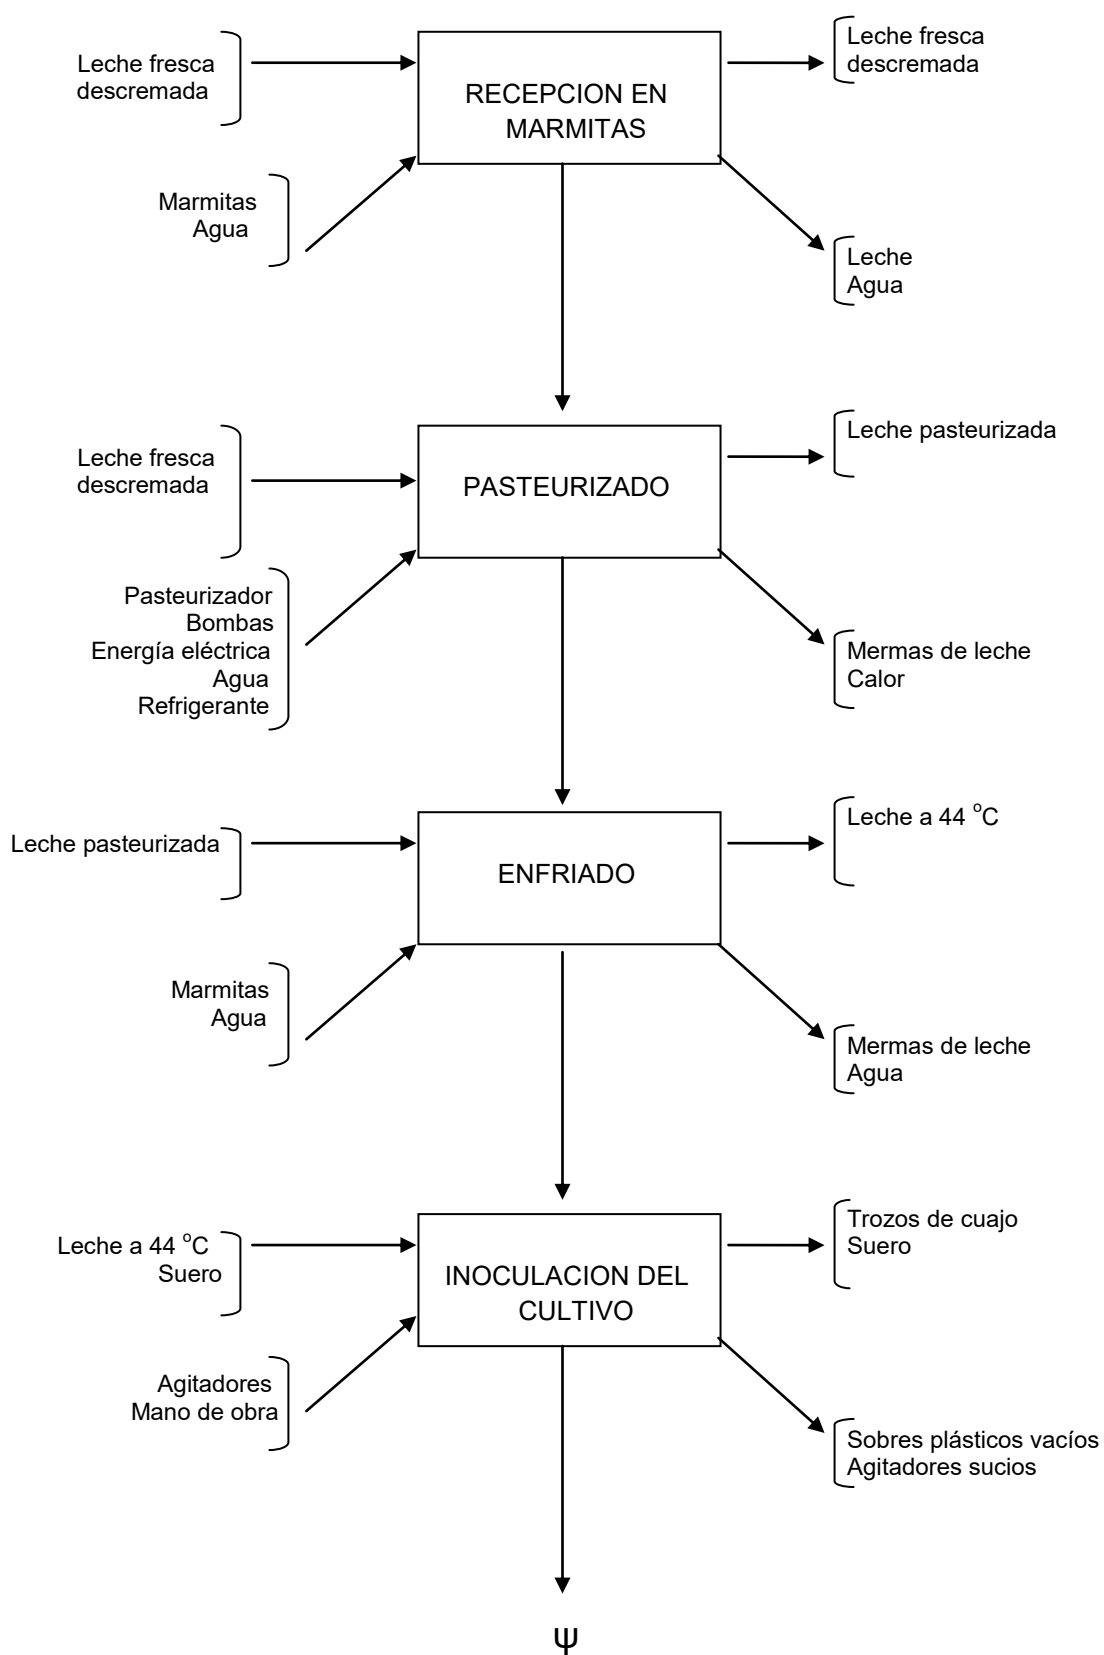 Leche fresca
descremada
RECEPCION EN
MARMITAS
Leche fresca
descremada
Marmitas
Agua
Leche
Agua
Leche fresca
descremada
PASTEURIZADO
Leche pasteurizada
Pasteurizador
Bombas
Energía eléctrica
Agua
Refrigerante
Mermas de leche
Calor
Leche pasteurizada
ENFRIADO
Leche a 44 °C
Marmitas
Agua
Mermas de leche
Agua
Leche a 44 °C
Suero
INOCULACION DEL
CULTIVO
Trozos de cuajo
Suero
Agitadores
Mano de obra
Sobres plásticos vacíos
Agitadores sucios
ψ